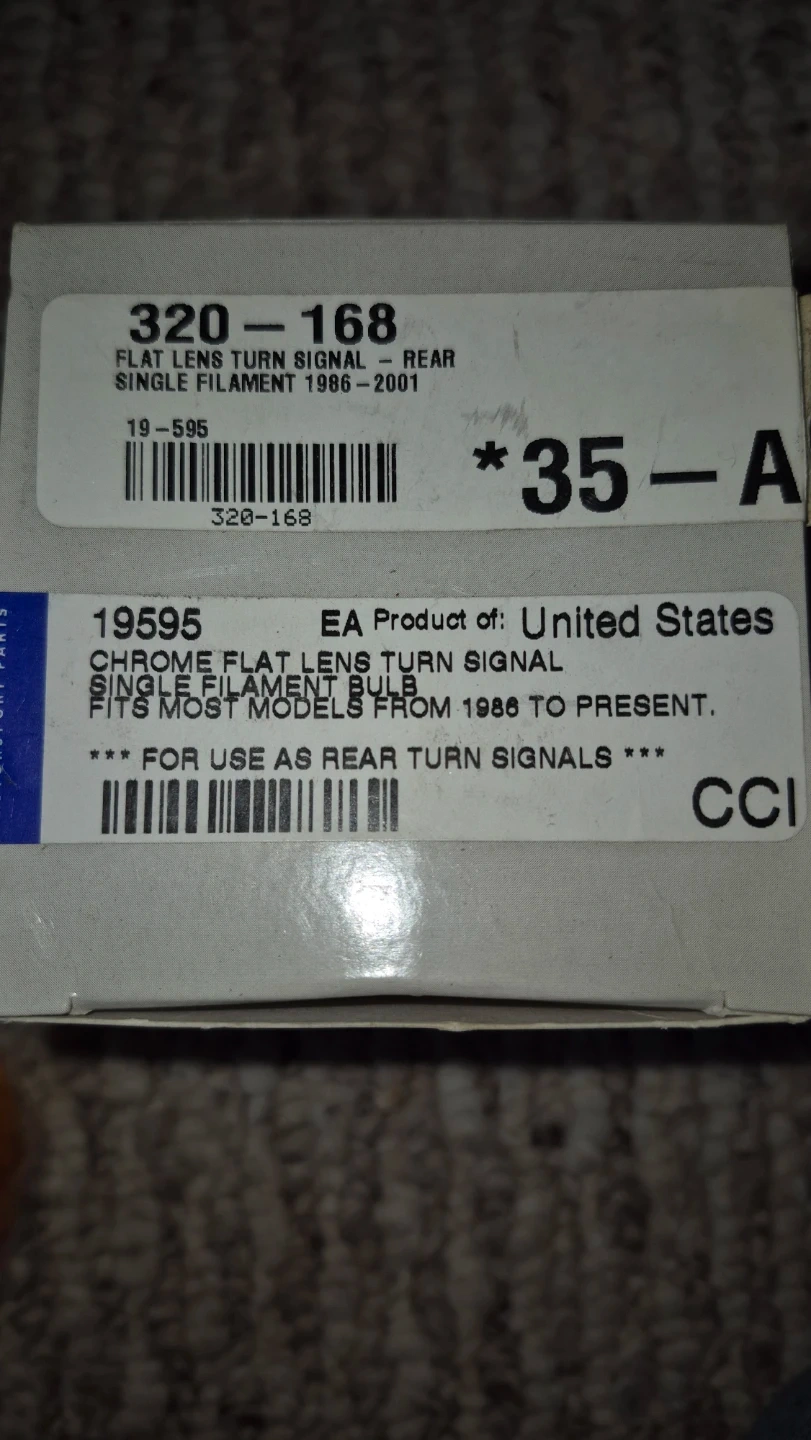 320-168
FLAT LENS TURN SIGNAL - REAR
SINGLE FILAMENT 1986-2001
19-595
*35-A
320-168
19595 EA Product of: United States
CHROME FLAT LENS TURN SIGNAL
SINGLE FILAMENT BULB
FITS MOST MODELS FROM 1986 TO PRESENT.
*** FOR USE AS REAR TURN SIGNALS ***
CCI
PARTS